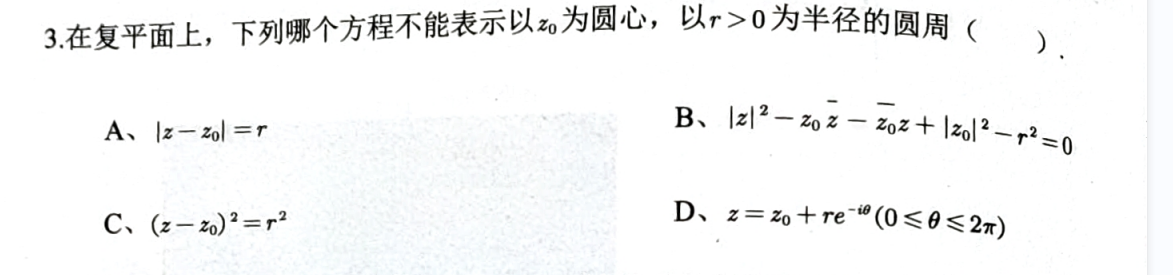 3.在复平面上，下列哪个方程不能表示以z₀为圆心，以r>0为半径的圆周（　　）.
A、|z−z₀|=r
B、|z|²−z₀z̅−z̅₀z+|z₀|²−r²=0
C、(z−z₀)²=r²
D、z=z₀+re⁻ⁱᶿ(0⩽θ⩽2π)